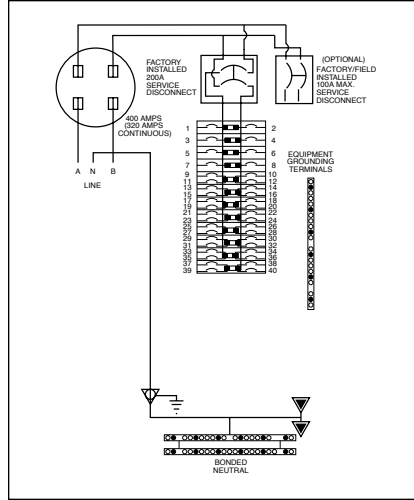 FACTORY
INSTALLED
200A
SERVICE
DISCONNECT
(OPTIONAL)
FACTORY/FIELD
INSTALLED
100A MAX.
SERVICE
DISCONNECT
400 AMPS
(320 AMPS
CONTINUOUS)
A N B
LINE
1 2
3 4
5 6
7 8
9 10
11 12
13 14
15 16
17 18
19 20
21 22
23 24
25 26
27 28
29 30
31 32
33 34
35 36
37 38
39 40
EQUIPMENT
GROUNDING
TERMINALS
BONDED
NEUTRAL